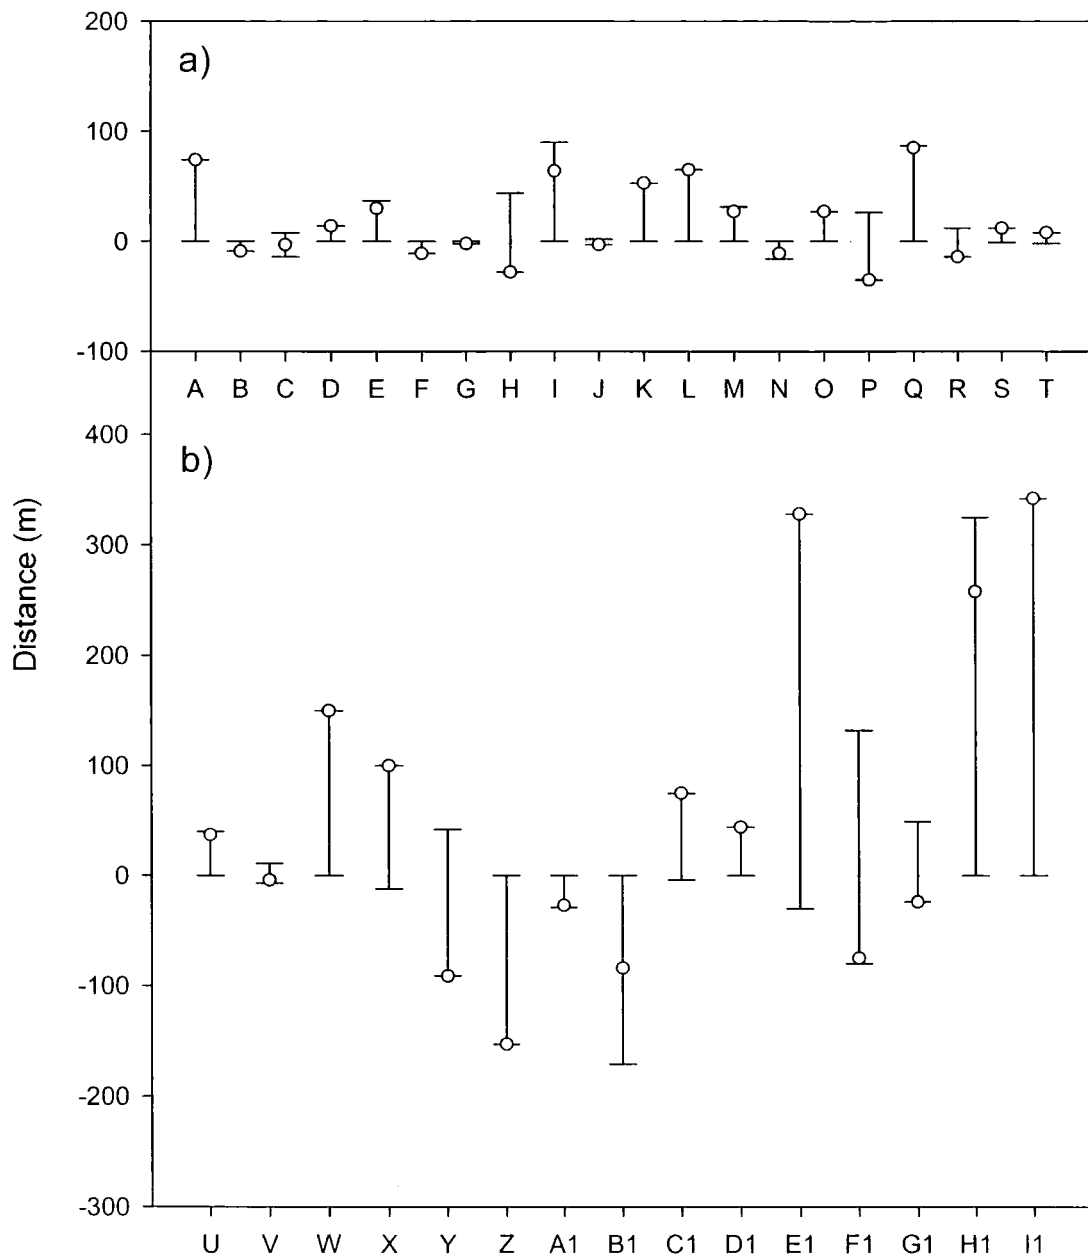 200
a)
100
0
-100
A B C D E F G H I J K L M N O P Q R S T
400
b)
Distance (m)
300
200
100
0
-100
-200
-300
U V W X Y Z A1 B1 C1 D1 E1 F1 G1 H1 I1